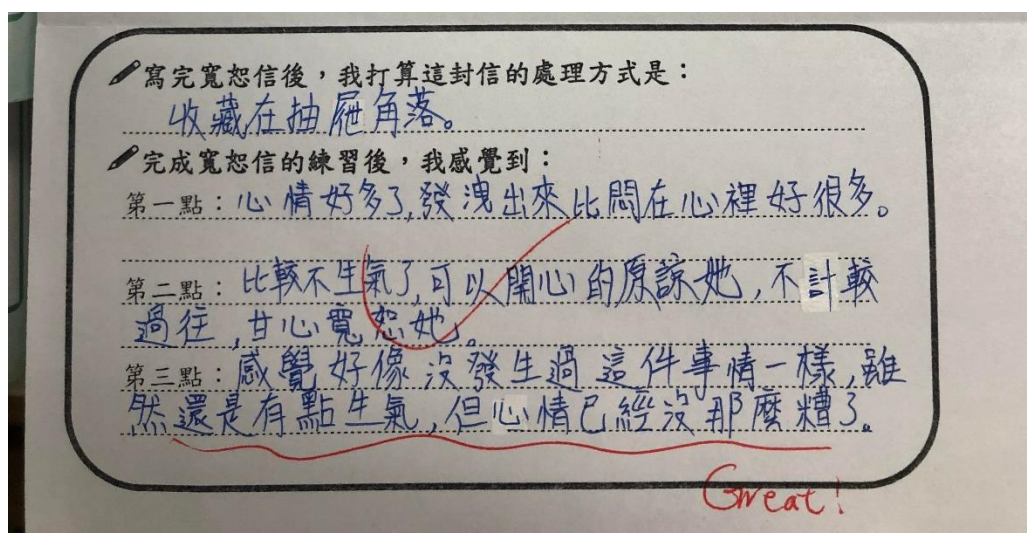 寫完寬恕信後，我打算這封信的處理方式是：
收藏在抽屜角落。
完成寬恕信的練習後，我感覺到：
第一點：心情好多了,發洩出來比悶在心裡好很多。
第二點：比較不生氣了,可以開心的原諒她，不計較
過往,甘心寬恕她。
第三點：感覺好像沒發生過這件事情一樣,雖
然還是有點生氣,但心情已經沒那麼糟了。
Great!